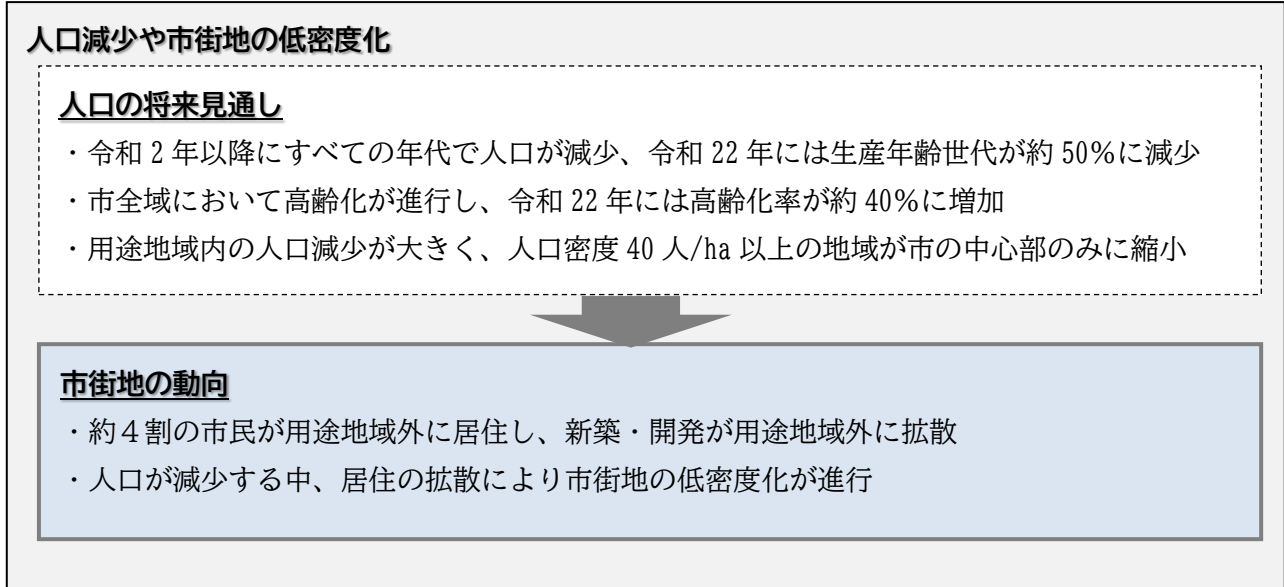 人口減少や市街地の低密度化
人口の将来見通し
・令和 2 年以降にすべての年代で人口が減少、令和 22 年には生産年齢世代が約 50%に減少
・市全域において高齢化が進行し、令和 22 年には高齢化率が約 40%に増加
・用途地域内の人口減少が大きく、人口密度 40 人/ha 以上の地域が市の中心部のみに縮小
市街地の動向
・約４割の市民が用途地域外に居住し、新築・開発が用途地域外に拡散
・人口が減少する中、居住の拡散により市街地の低密度化が進行